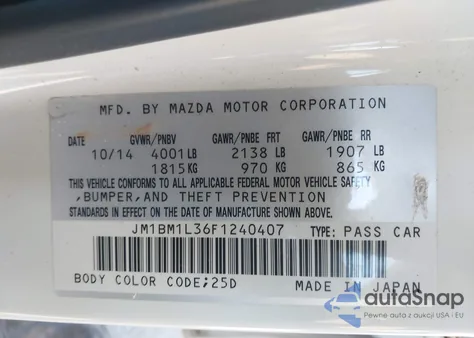 MFD. BY MAZDA MOTOR CORPORATION
DATE GVWR/PNBV GAWR/PNBE FRT GAWR/PNBE RR
10/14 4001LB 2138 LB 1907 LB
1815KG 970 KG 865 KG
THIS VEHICLE CONFORMS TO ALL APPLICABLE FEDERAL MOTOR VEHICLE SAFETY
,BUMPER,AND THEFT PREVENTION
STANDARDS IN EFFECT ON THE DATE OF MANUFACTURE SHOWN ABOVE.
JM1BM1L36F1240407 TYPE: PASS CAR
BODY COLOR CODE;25D MADE IN JAPAN
autoSnap
Pewne auto z USA i EU